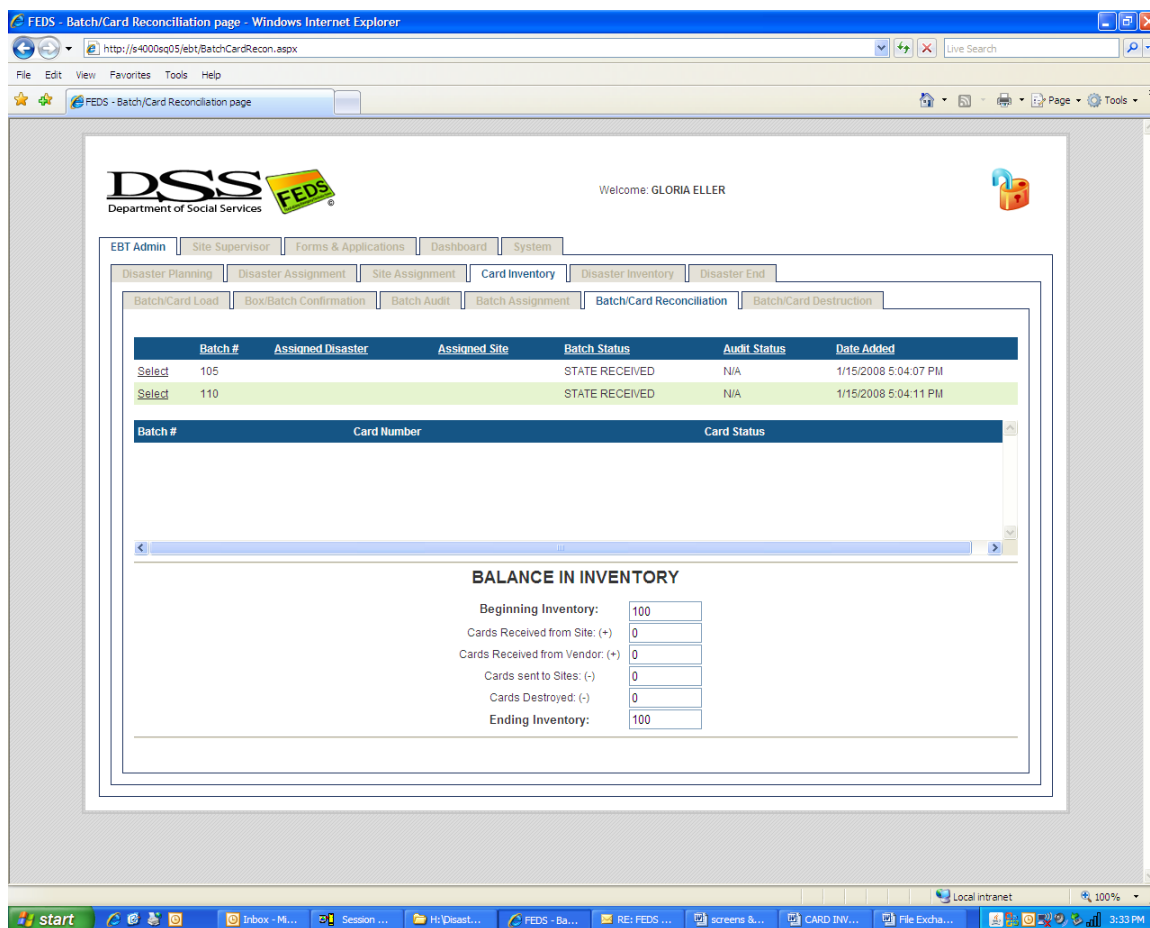 FEDS - Batch/Card Reconciliation page - Windows Internet Explorer
http://s4000sq05/ebt/BatchCardRecon.aspx Live Search
File Edit View Favorites Tools Help
FEDS - Batch/Card Reconciliation page Page Tools
DSS FEDS ©
Department of Social Services
Welcome: GLORIA ELLER
EBT Admin Site Supervisor Forms & Applications Dashboard System
Disaster Planning Disaster Assignment Site Assignment Card Inventory Disaster Inventory Disaster End
Batch/Card Load Box/Batch Confirmation Batch Audit Batch Assignment Batch/Card Reconciliation Batch/Card Destruction
Batch # Assigned Disaster Assigned Site Batch Status Audit Status Date Added
Select 105 STATE RECEIVED N/A 1/15/2008 5:04:07 PM
Select 110 STATE RECEIVED N/A 1/15/2008 5:04:11 PM
Batch # Card Number Card Status
BALANCE IN INVENTORY
Beginning Inventory: 100
Cards Received from Site: (+) 0
Cards Received from Vendor: (+) 0
Cards sent to Sites: (-) 0
Cards Destroyed: (-) 0
Ending Inventory: 100
Local intranet 100%
start Inbox - Mi... Session ... H:\Disast... FEDS - Ba... RE: FEDS ... screens &... CARD INV... File Excha... 3:33 PM